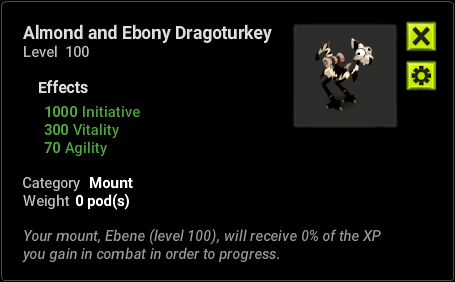 Almond and Ebony Dragoturkey
Level 100
Effects
1000 Initiative
300 Vitality
70 Agility
Category Mount
Weight 0 pod(s)
Your mount, Ebene (level 100), will receive 0% of the XP
you gain in combat in order to progress.